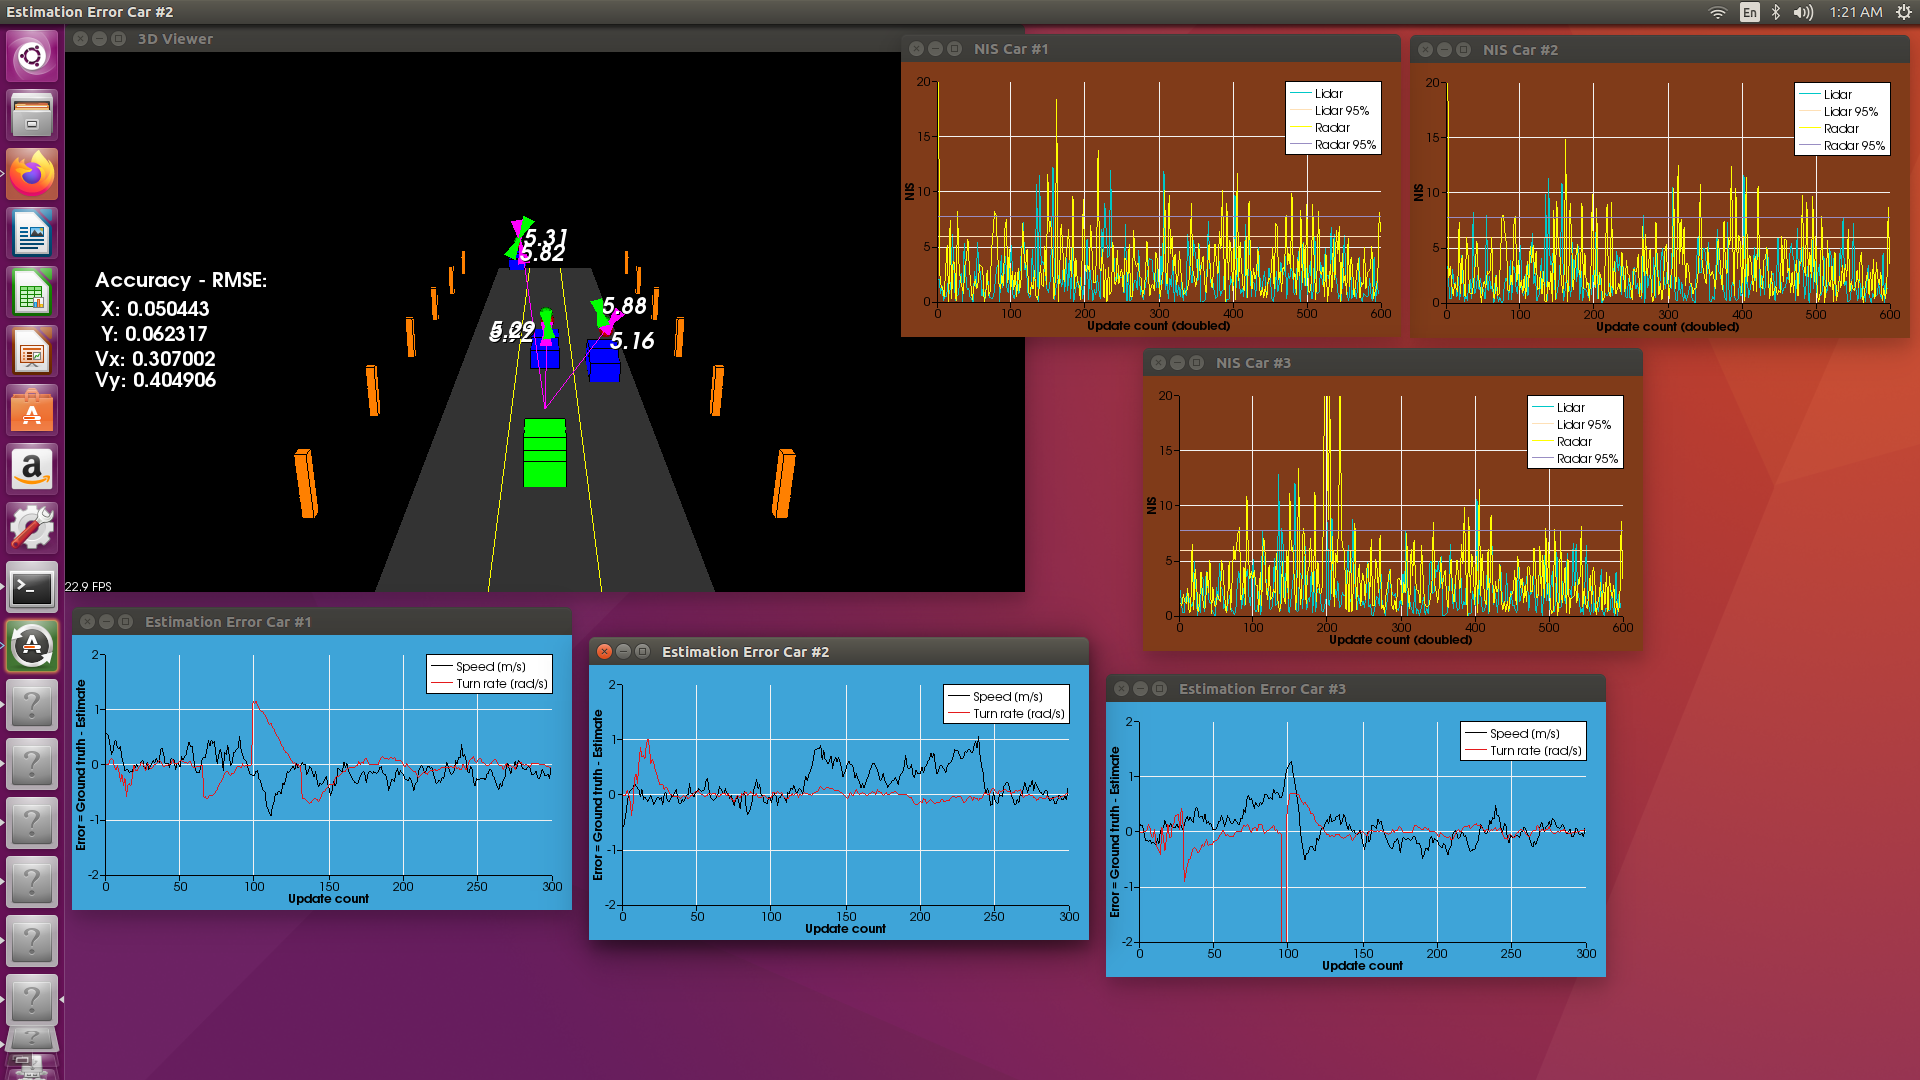 Estimation Error Car #2
En
1:21 AM
3D Viewer
5.31
5.82
5.88
5.16
5.29
Accuracy - RMSE:
X: 0.050443
Y: 0.062317
Vx: 0.307002
Vy: 0.404906
22.9 FPS
NIS Car #1
20
15
10
5
0
NIS
Lidar
Lidar 95%
Radar
Radar 95%
0 100 200 300 400 500 600
Update count (doubled)
NIS Car #2
20
15
10
5
0
NIS
Lidar
Lidar 95%
Radar
Radar 95%
0 100 200 300 400 500 600
Update count (doubled)
NIS Car #3
20
15
10
5
0
NIS
Lidar
Lidar 95%
Radar
Radar 95%
0 100 200 300 400 500 600
Update count (doubled)
Estimation Error Car #1
2
1
0
-1
-2
Error = Ground truth - Estimate
Speed (m/s)
Turn rate (rad/s)
0 50 100 150 200 250 300
Update count
Estimation Error Car #2
2
1
0
-1
-2
Error = Ground truth - Estimate
Speed (m/s)
Turn rate (rad/s)
0 50 100 150 200 250 300
Update count
Estimation Error Car #3
2
1
0
-1
-2
Error = Ground truth - Estimate
Speed (m/s)
Turn rate (rad/s)
0 50 100 150 200 250 300
Update count